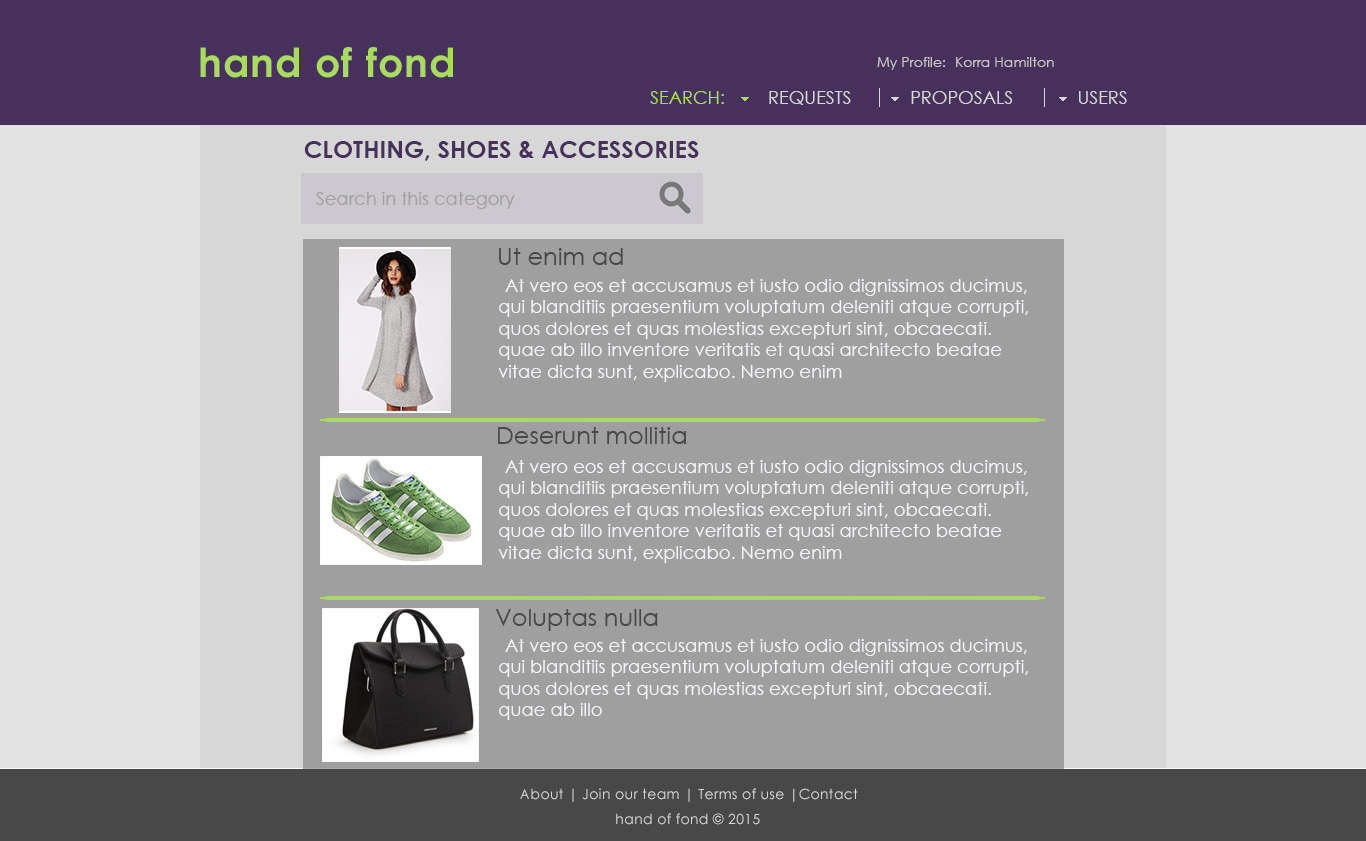 hand of fond
My Profile: Korra Hamilton
SEARCH: REQUESTS PROPOSALS USERS
CLOTHING, SHOES & ACCESSORIES
Search in this category
Ut enim ad
At vero eos et accusamus et iusto odio dignissimos ducimus,
qui blanditiis praesentium voluptatum deleniti atque corrupti,
quos dolores et quas molestias excepturi sint, obcaecati.
quae ab illo inventore veritatis et quasi architecto beatae
vitae dicta sunt, explicabo. Nemo enim
Deserunt mollitia
At vero eos et accusamus et iusto odio dignissimos ducimus,
qui blanditiis praesentium voluptatum deleniti atque corrupti,
quos dolores et quas molestias excepturi sint, obcaecati.
quae ab illo inventore veritatis et quasi architecto beatae
vitae dicta sunt, explicabo. Nemo enim
Voluptas nulla
At vero eos et accusamus et iusto odio dignissimos ducimus,
qui blanditiis praesentium voluptatum deleniti atque corrupti,
quos dolores et quas molestias excepturi sint, obcaecati.
quae ab illo
About | Join our team | Terms of use |Contact
hand of fond © 2015